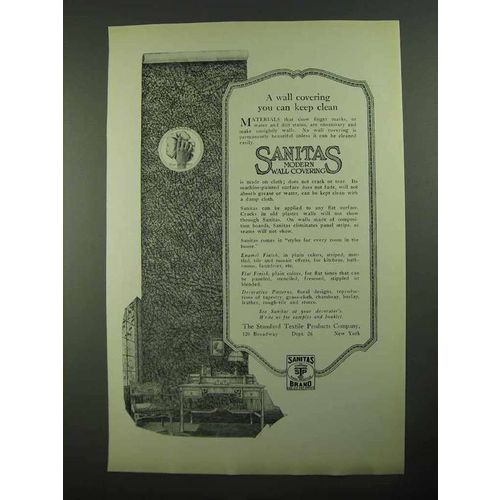 A wall covering
you can keep clean
MATERIALS that show finger marks, or
water and dirt stains, are unsanitary and
make unsightly walls. No wall covering is
permanently beautiful unless it can be cleaned
easily.
SANITAS
MODERN
WALL COVERING
is made on cloth; does not crack or tear. Its
machine-painted surface does not fade, will not
absorb grease or water, can be kept clean with
a damp cloth.
Sanitas can be applied to any flat surface.
Cracks in old plaster walls will not show
through Sanitas. On walls made of composi-
tion boards, Sanitas eliminates panel strips, as
seams will not show.
Sanitas comes in "styles for every room in the
house."
Enamel Finish, in plain colors, striped, mot-
tled, tile and mosaic effects, for kitchens, bath-
rooms, laundries, etc.
Flat Finish, plain colors, for flat tones that can
be painted, stenciled, frescoed, stippled or
blended.
Decorative Patterns, floral designs, reproduc-
tions of tapestry, grass-cloth, chambray, burlap,
leather, rough-tile and stones.
See Sanitas at your decorator's.
Write us for samples and booklet.
The Standard Textile Products Company,
320 Broadway Dept. 26 New York
SANITAS
STP
BRAND